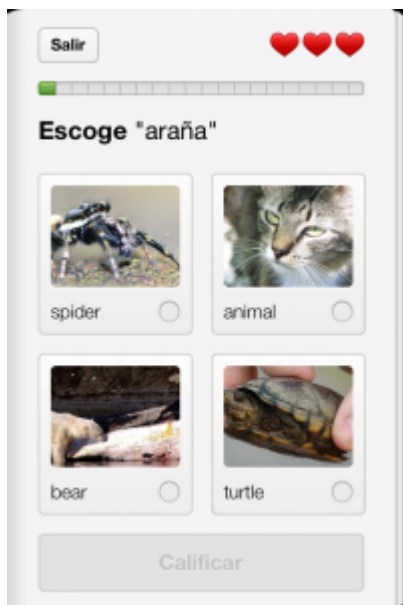 Salir
Escoge "araña"
spider
animal
bear
turtle
Calificar